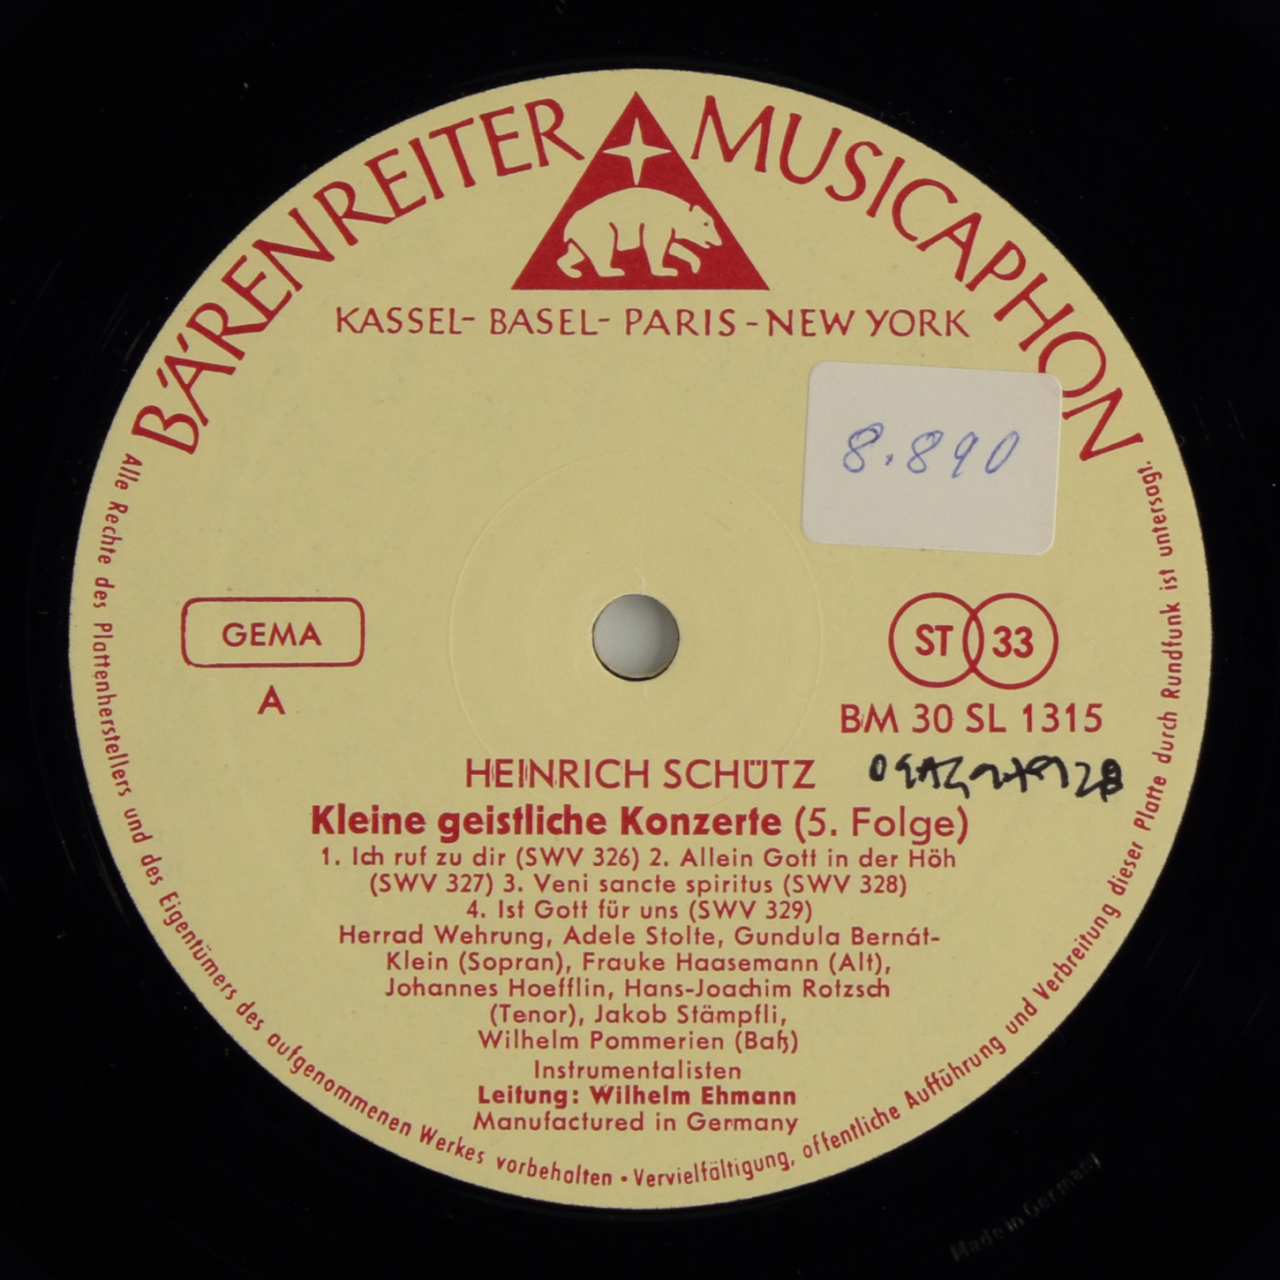 BÄRENREITER MUSICAPHON
KASSEL- BASEL- PARIS - NEW YORK
8.890
GEMA
A
ST 33
BM 30 SL 1315
HEINRICH SCHÜTZ
Kleine geistliche Konzerte (5. Folge)
1. Ich ruf zu dir (SWV 326) 2. Allein Gott in der Höh
(SWV 327) 3. Veni sancte spiritus (SWV 328)
4. Ist Gott für uns (SWV 329)
Herrad Wehrung, Adele Stolte, Gundula Bernát-
Klein (Sopran), Frauke Haasemann (Alt),
Johannes Hoefflin, Hans-Joachim Rotzsch
(Tenor), Jakob Stämpfli,
Wilhelm Pommerien (Baß)
Instrumentalisten
Leitung: Wilhelm Ehmann
Manufactured in Germany
Alle Rechte des Plattenherstellers und des Eigentümers des aufgenommenen Werkes vorbehalten • Vervielfältigung, öffentliche Aufführung und Verbreitung dieser Platte durch Rundfunk ist untersagt.
Made in Germany